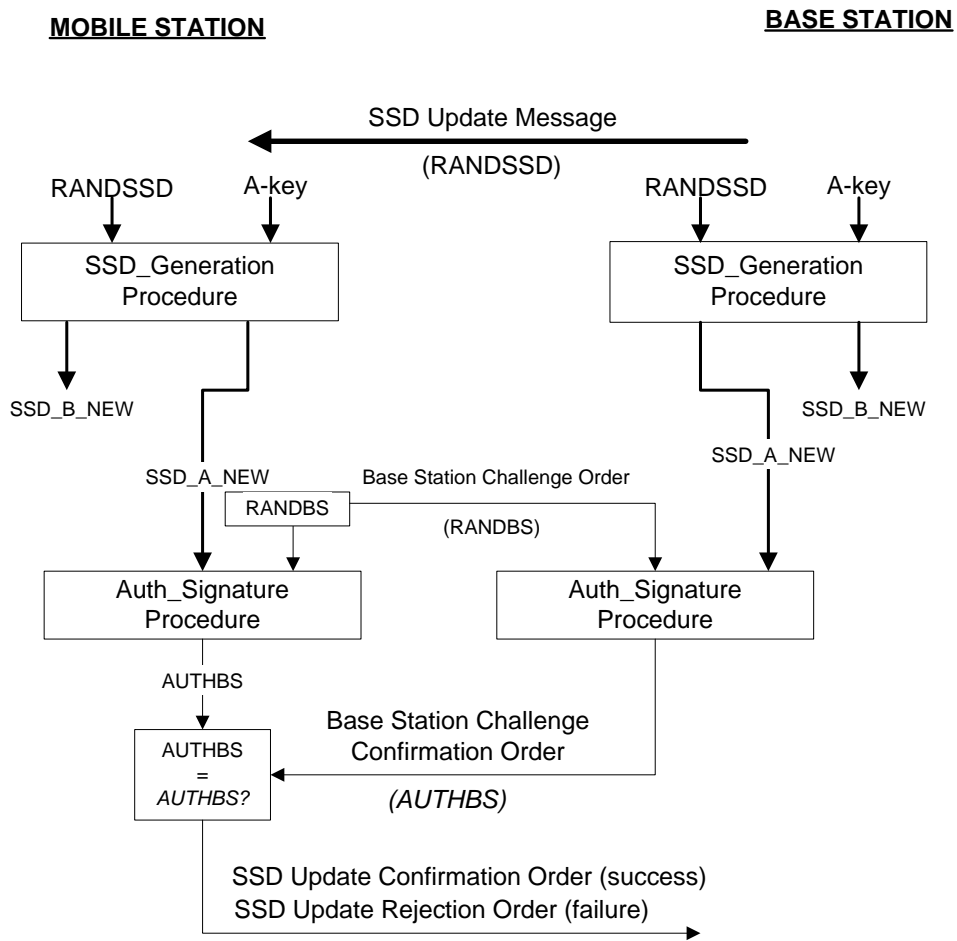 MOBILE STATION
BASE STATION
SSD Update Message
(RANDSSD)
RANDSSD
A-key
RANDSSD
A-key
SSD_Generation
Procedure
SSD_Generation
Procedure
SSD_B_NEW
SSD_B_NEW
SSD_A_NEW
SSD_A_NEW
Base Station Challenge Order
RANDBS
(RANDBS)
Auth_Signature
Procedure
Auth_Signature
Procedure
AUTHBS
Base Station Challenge
Confirmation Order
(AUTHBS)
AUTHBS
=
AUTHBS?
SSD Update Confirmation Order (success)
SSD Update Rejection Order (failure)